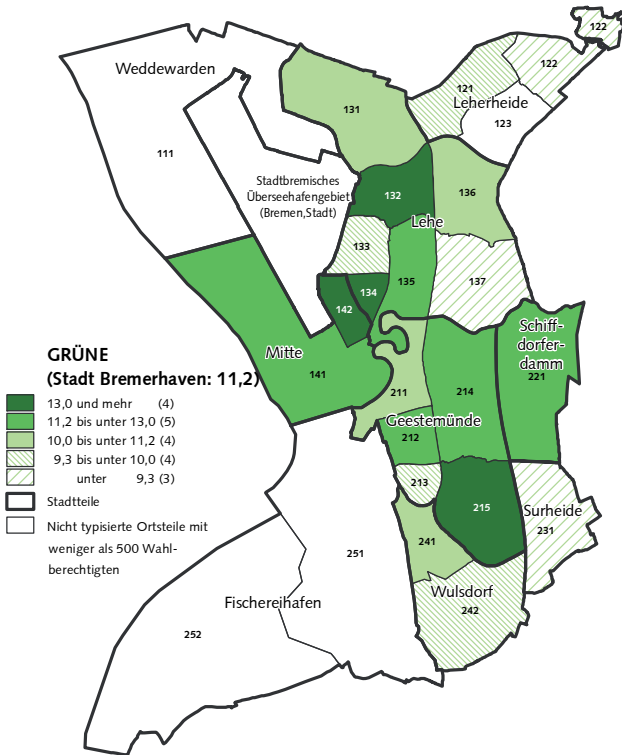 122
Weddewarden
122
121
131
Leherheide
123
111
Stadtbremisches
Überseehafengebiet
(Bremen,Stadt)
132
136
Lehe
133
137
135
134
142
Schiff-
dorfer-
damm
221
Mitte
141
GRÜNE
(Stadt Bremerhaven: 11,2)
13,0 und mehr (4)
11,2 bis unter 13,0 (5)
10,0 bis unter 11,2 (4)
9,3 bis unter 10,0 (4)
unter 9,3 (3)
Stadtteile
Nicht typisierte Ortsteile mit
weniger als 500 Wahl-
berechtigten
211
214
Geestemünde
212
213
215
Surheide
231
241
251
Wulsdorf
242
Fischereihafen
252